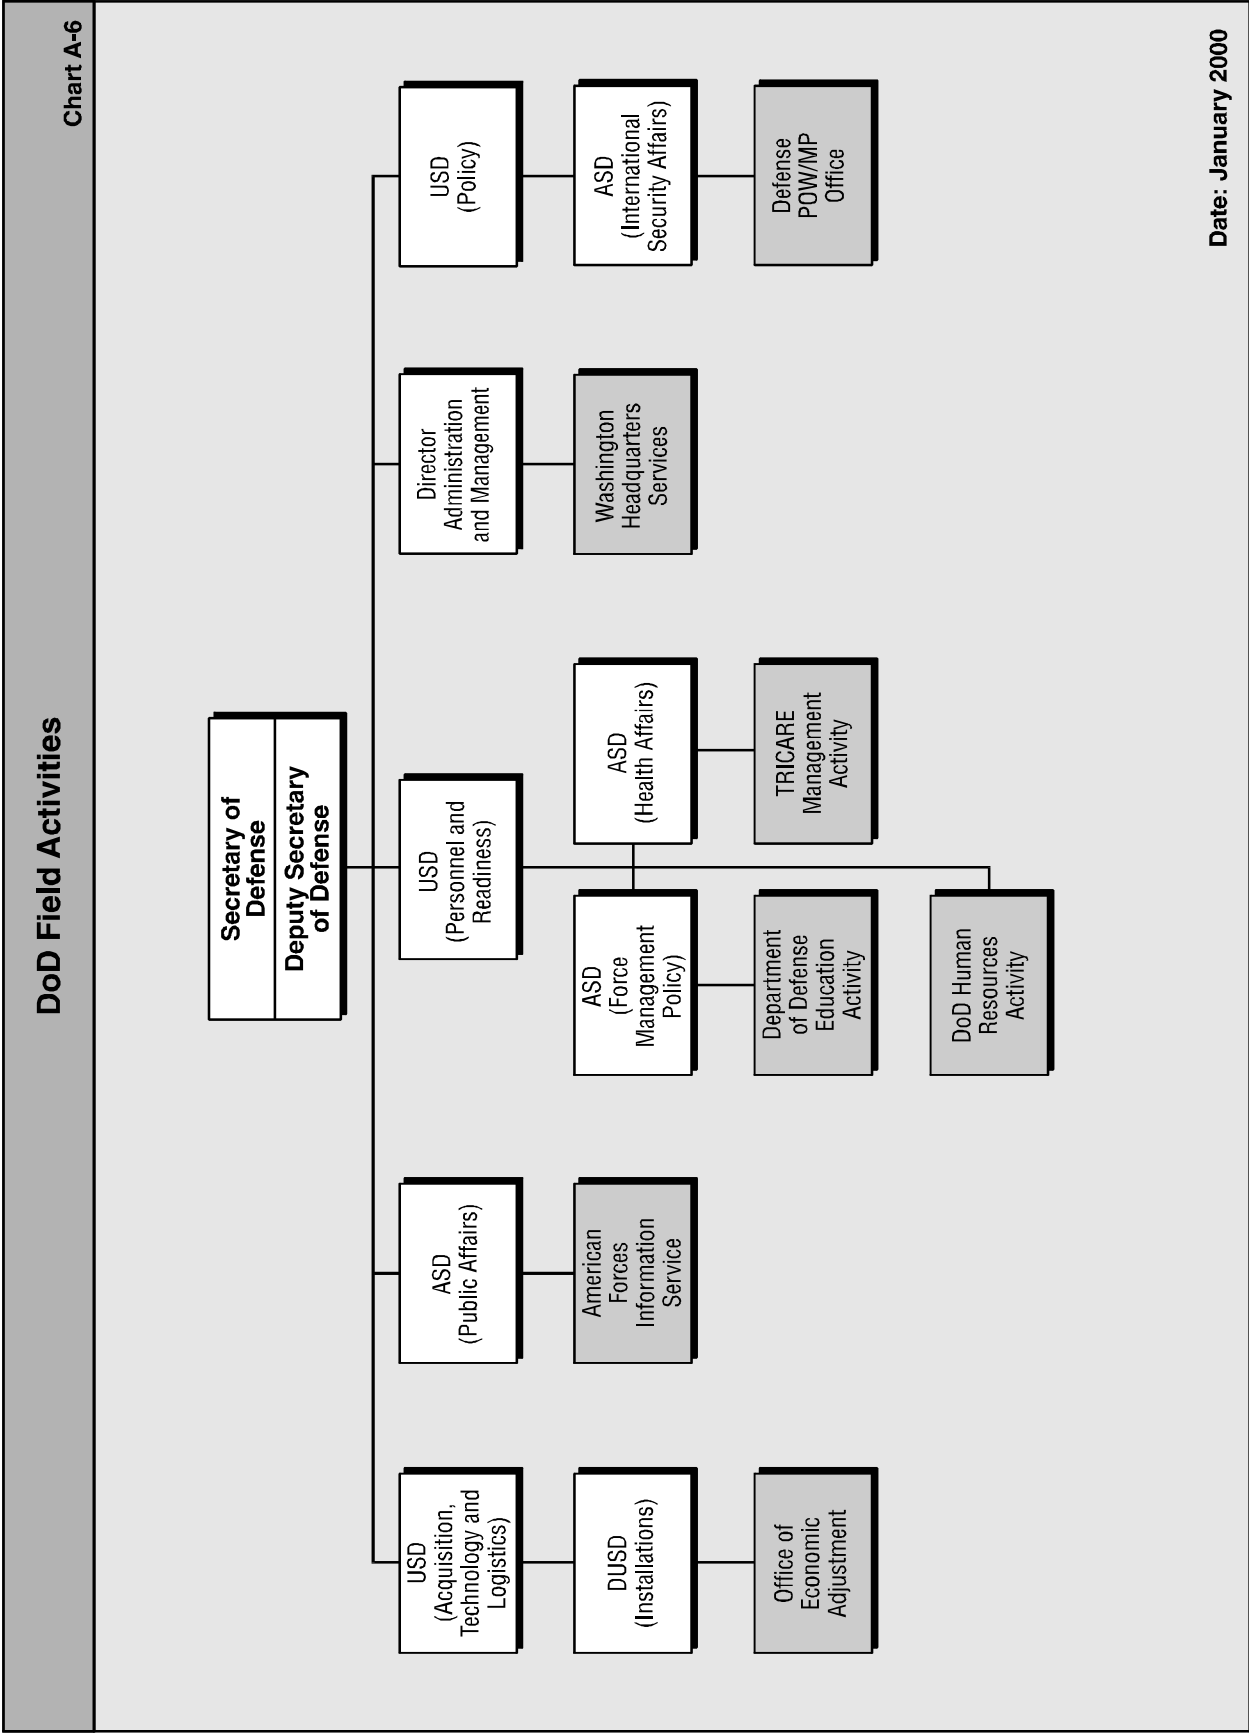 DoD Field Activities
Chart A-6
Secretary of
Defense
Deputy Secretary
of Defense
USD
(Acquisition,
Technology and
Logistics)
DUSD
(Installations)
Office of
Economic
Adjustment
ASD
(Public Affairs)
American
Forces
Information
Service
USD
(Personnel and
Readiness)
ASD
(Force
Management
Policy)
Department
of Defense
Education
Activity
DoD Human
Resources
Activity
ASD
(Health Affairs)
TRICARE
Management
Activity
Director
Administration
and Management
Washington
Headquarters
Services
USD
(Policy)
ASD
(International
Security Affairs)
Defense
POW/MP
Office
Date: January 2000